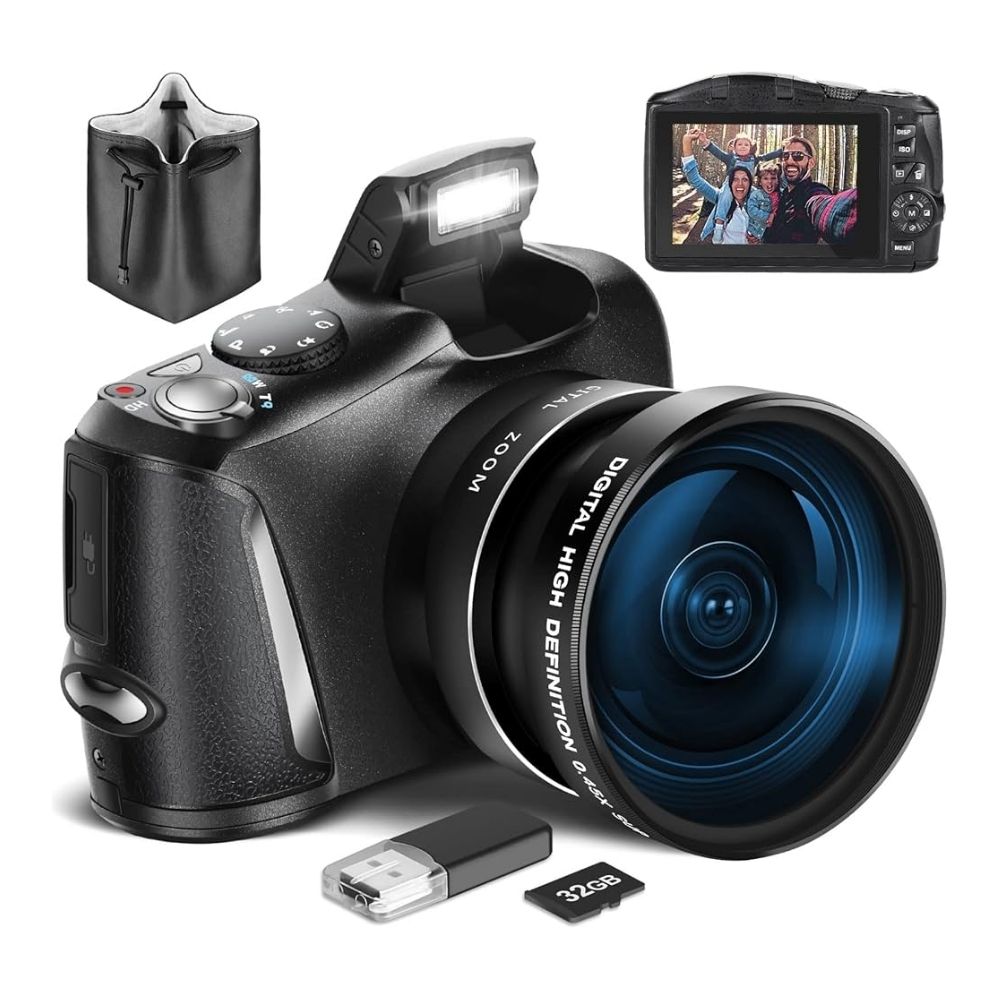 DISP
ISO
M
MENU
P
HD
W
T
ZOOM
DIGITAL HIGH DEFINITION 0.45X
32GB